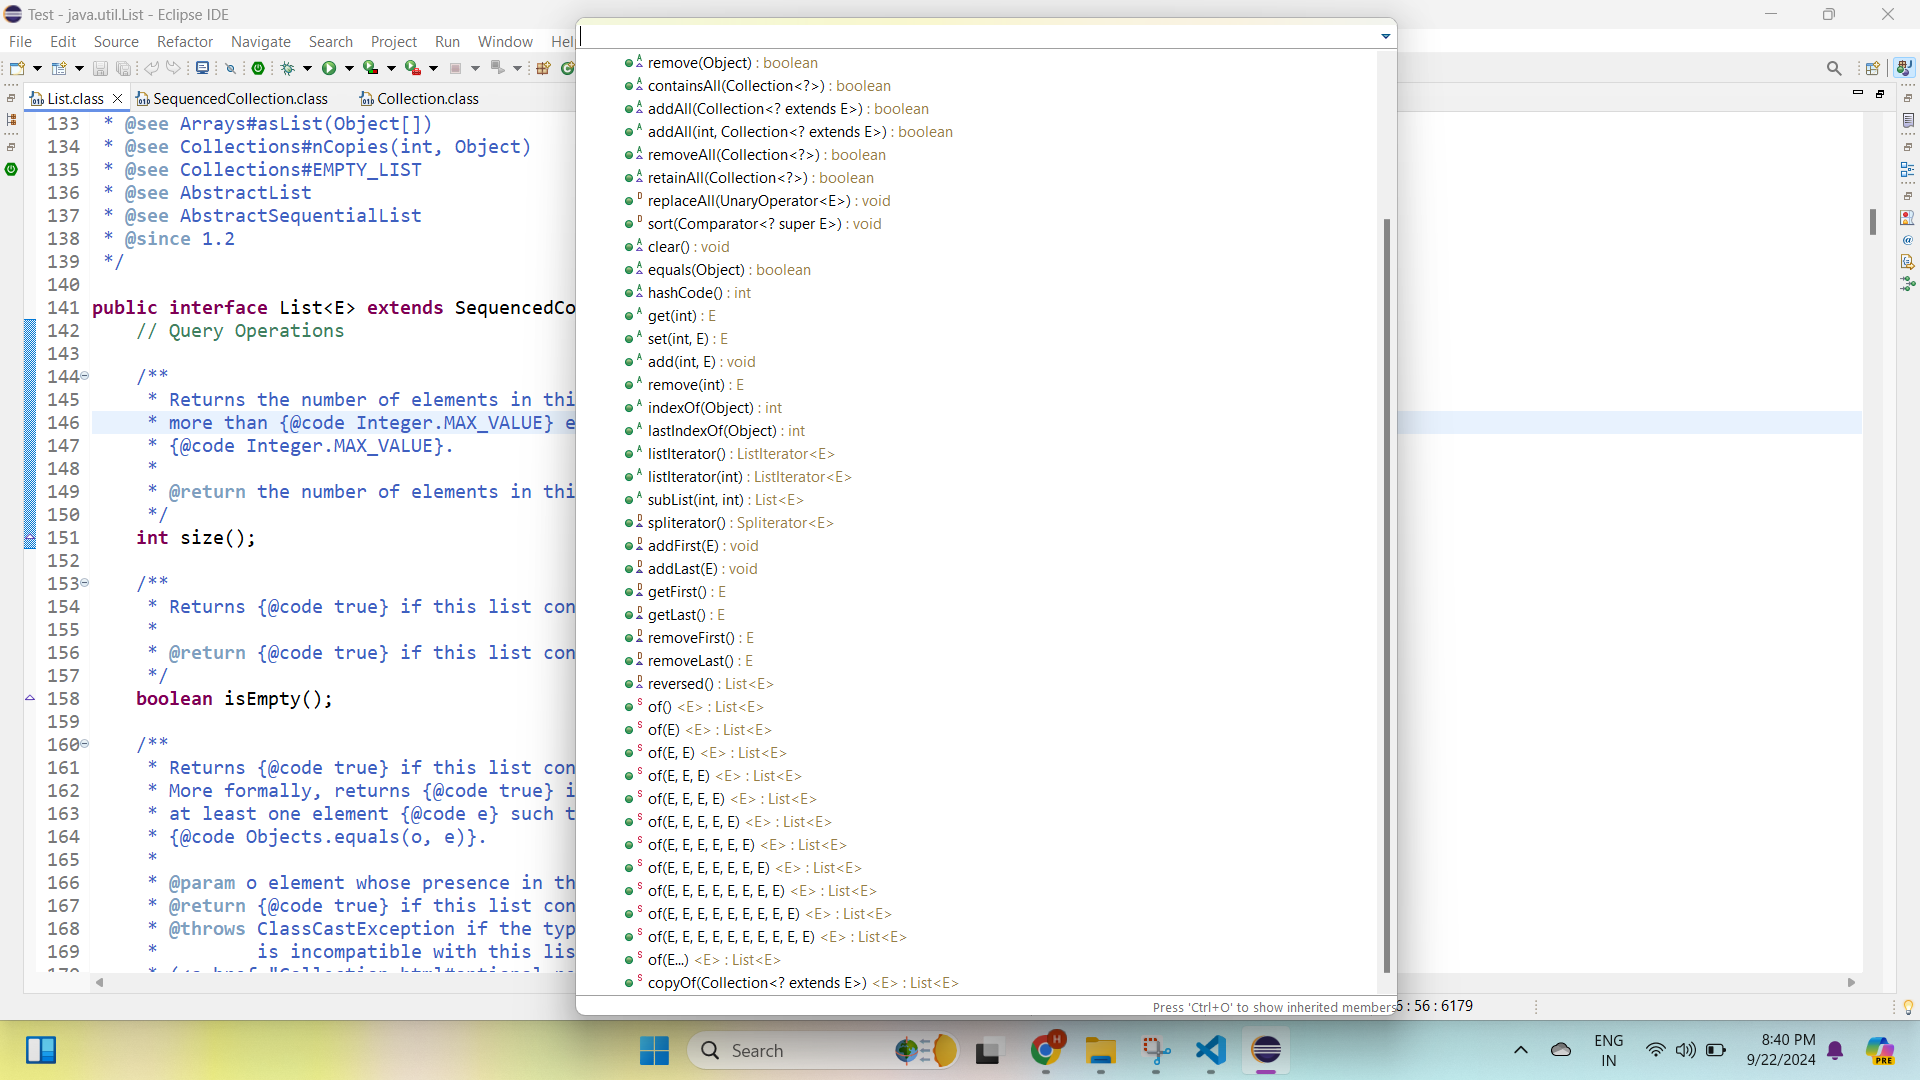 Test - java.util.List - Eclipse IDE
File Edit Source Refactor Navigate Search Project Run Window Hel
List.class SequencedCollection.class Collection.class
133 * @see Arrays#asList(Object[])
134 * @see Collections#nCopies(int, Object)
135 * @see Collections#EMPTY_LIST
136 * @see AbstractList
137 * @see AbstractSequentialList
138 * @since 1.2
139 */
140
141 public interface List<E> extends SequencedCo
142 // Query Operations
143
144 /**
145 * Returns the number of elements in thi
146 * more than {@code Integer.MAX_VALUE} e
147 * {@code Integer.MAX_VALUE}.
148 *
149 * @return the number of elements in thi
150 */
151 int size();
152
153 /**
154 * Returns {@code true} if this list con
155 *
156 * @return {@code true} if this list con
157 */
158 boolean isEmpty();
159
160 /**
161 * Returns {@code true} if this list con
162 * More formally, returns {@code true} i
163 * at least one element {@code e} such t
164 * {@code Objects.equals(o, e)}.
165 *
166 * @param o element whose presence in th
167 * @return {@code true} if this list con
168 * @throws ClassCastException if the typ
169 * is incompatible with this lis
remove(Object) : boolean
containsAll(Collection<?>) : boolean
addAll(Collection<? extends E>) : boolean
addAll(int, Collection<? extends E>) : boolean
removeAll(Collection<?>) : boolean
retainAll(Collection<?>) : boolean
replaceAll(UnaryOperator<E>) : void
sort(Comparator<? super E>) : void
clear() : void
equals(Object) : boolean
hashCode() : int
get(int) : E
set(int, E) : E
add(int, E) : void
remove(int) : E
indexOf(Object) : int
lastIndexOf(Object) : int
listIterator() : ListIterator<E>
listIterator(int) : ListIterator<E>
subList(int, int) : List<E>
spliterator() : Spliterator<E>
addFirst(E) : void
addLast(E) : void
getFirst() : E
getLast() : E
removeFirst() : E
removeLast() : E
reversed() : List<E>
of() <E> : List<E>
of(E) <E> : List<E>
of(E, E) <E> : List<E>
of(E, E, E) <E> : List<E>
of(E, E, E, E) <E> : List<E>
of(E, E, E, E, E) <E> : List<E>
of(E, E, E, E, E, E) <E> : List<E>
of(E, E, E, E, E, E, E) <E> : List<E>
of(E, E, E, E, E, E, E, E) <E> : List<E>
of(E, E, E, E, E, E, E, E, E) <E> : List<E>
of(E, E, E, E, E, E, E, E, E, E) <E> : List<E>
of(E...) <E> : List<E>
copyOf(Collection<? extends E>) <E> : List<E>
Press 'Ctrl+O' to show inherited members
: 56 : 6179
Search
ENG
IN
8:40 PM
9/22/2024
PRE